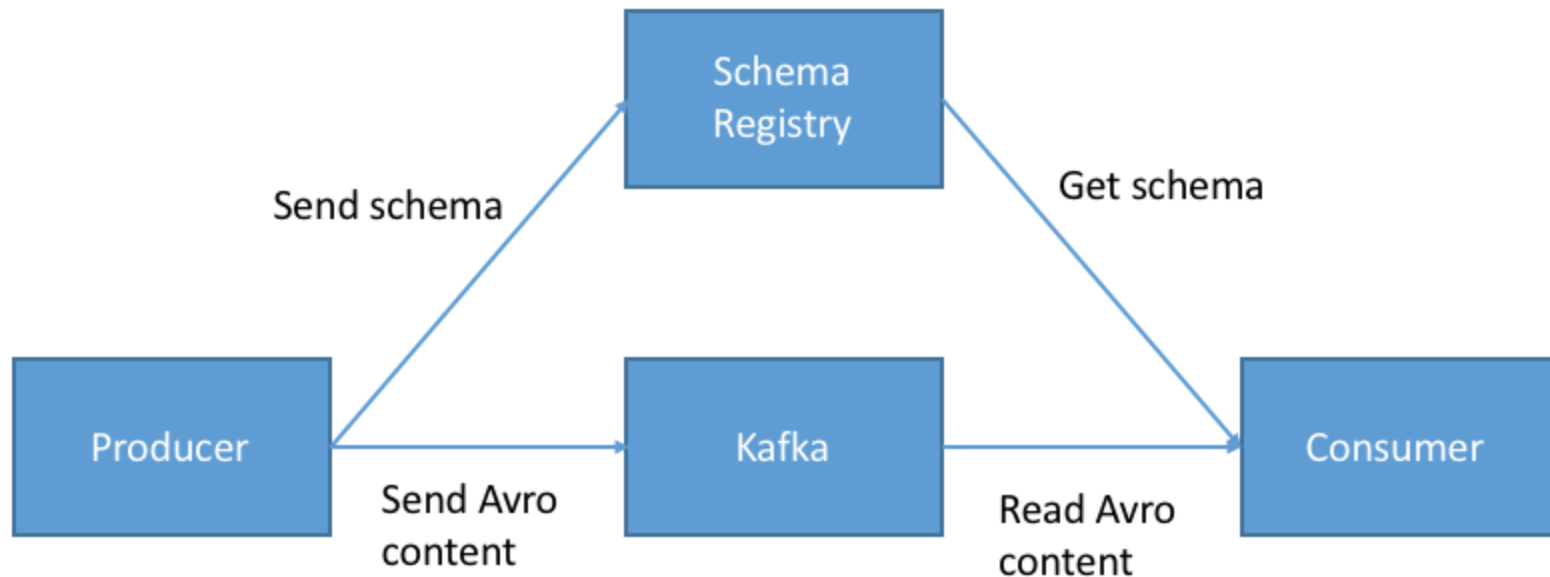 Schema
Registry
Send schema
Get schema
Producer
Kafka
Consumer
Send Avro
content
Read Avro
content